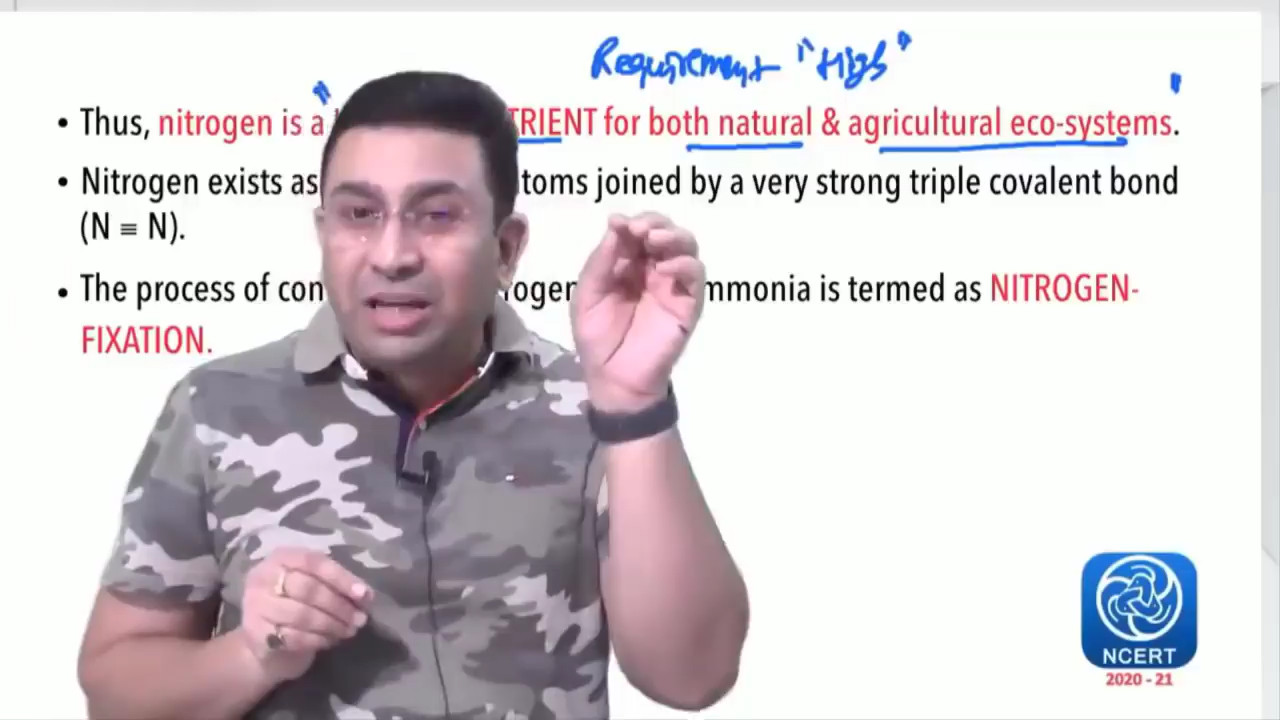 Requirement "High"
• Thus, nitrogen is a TRIENT for both natural & agricultural eco-systems.
• Nitrogen exists as toms joined by a very strong triple covalent bond
(N ≡ N).
• The process of con rogen mmonia is termed as NITROGEN-
FIXATION.
NCERT
2020 - 21